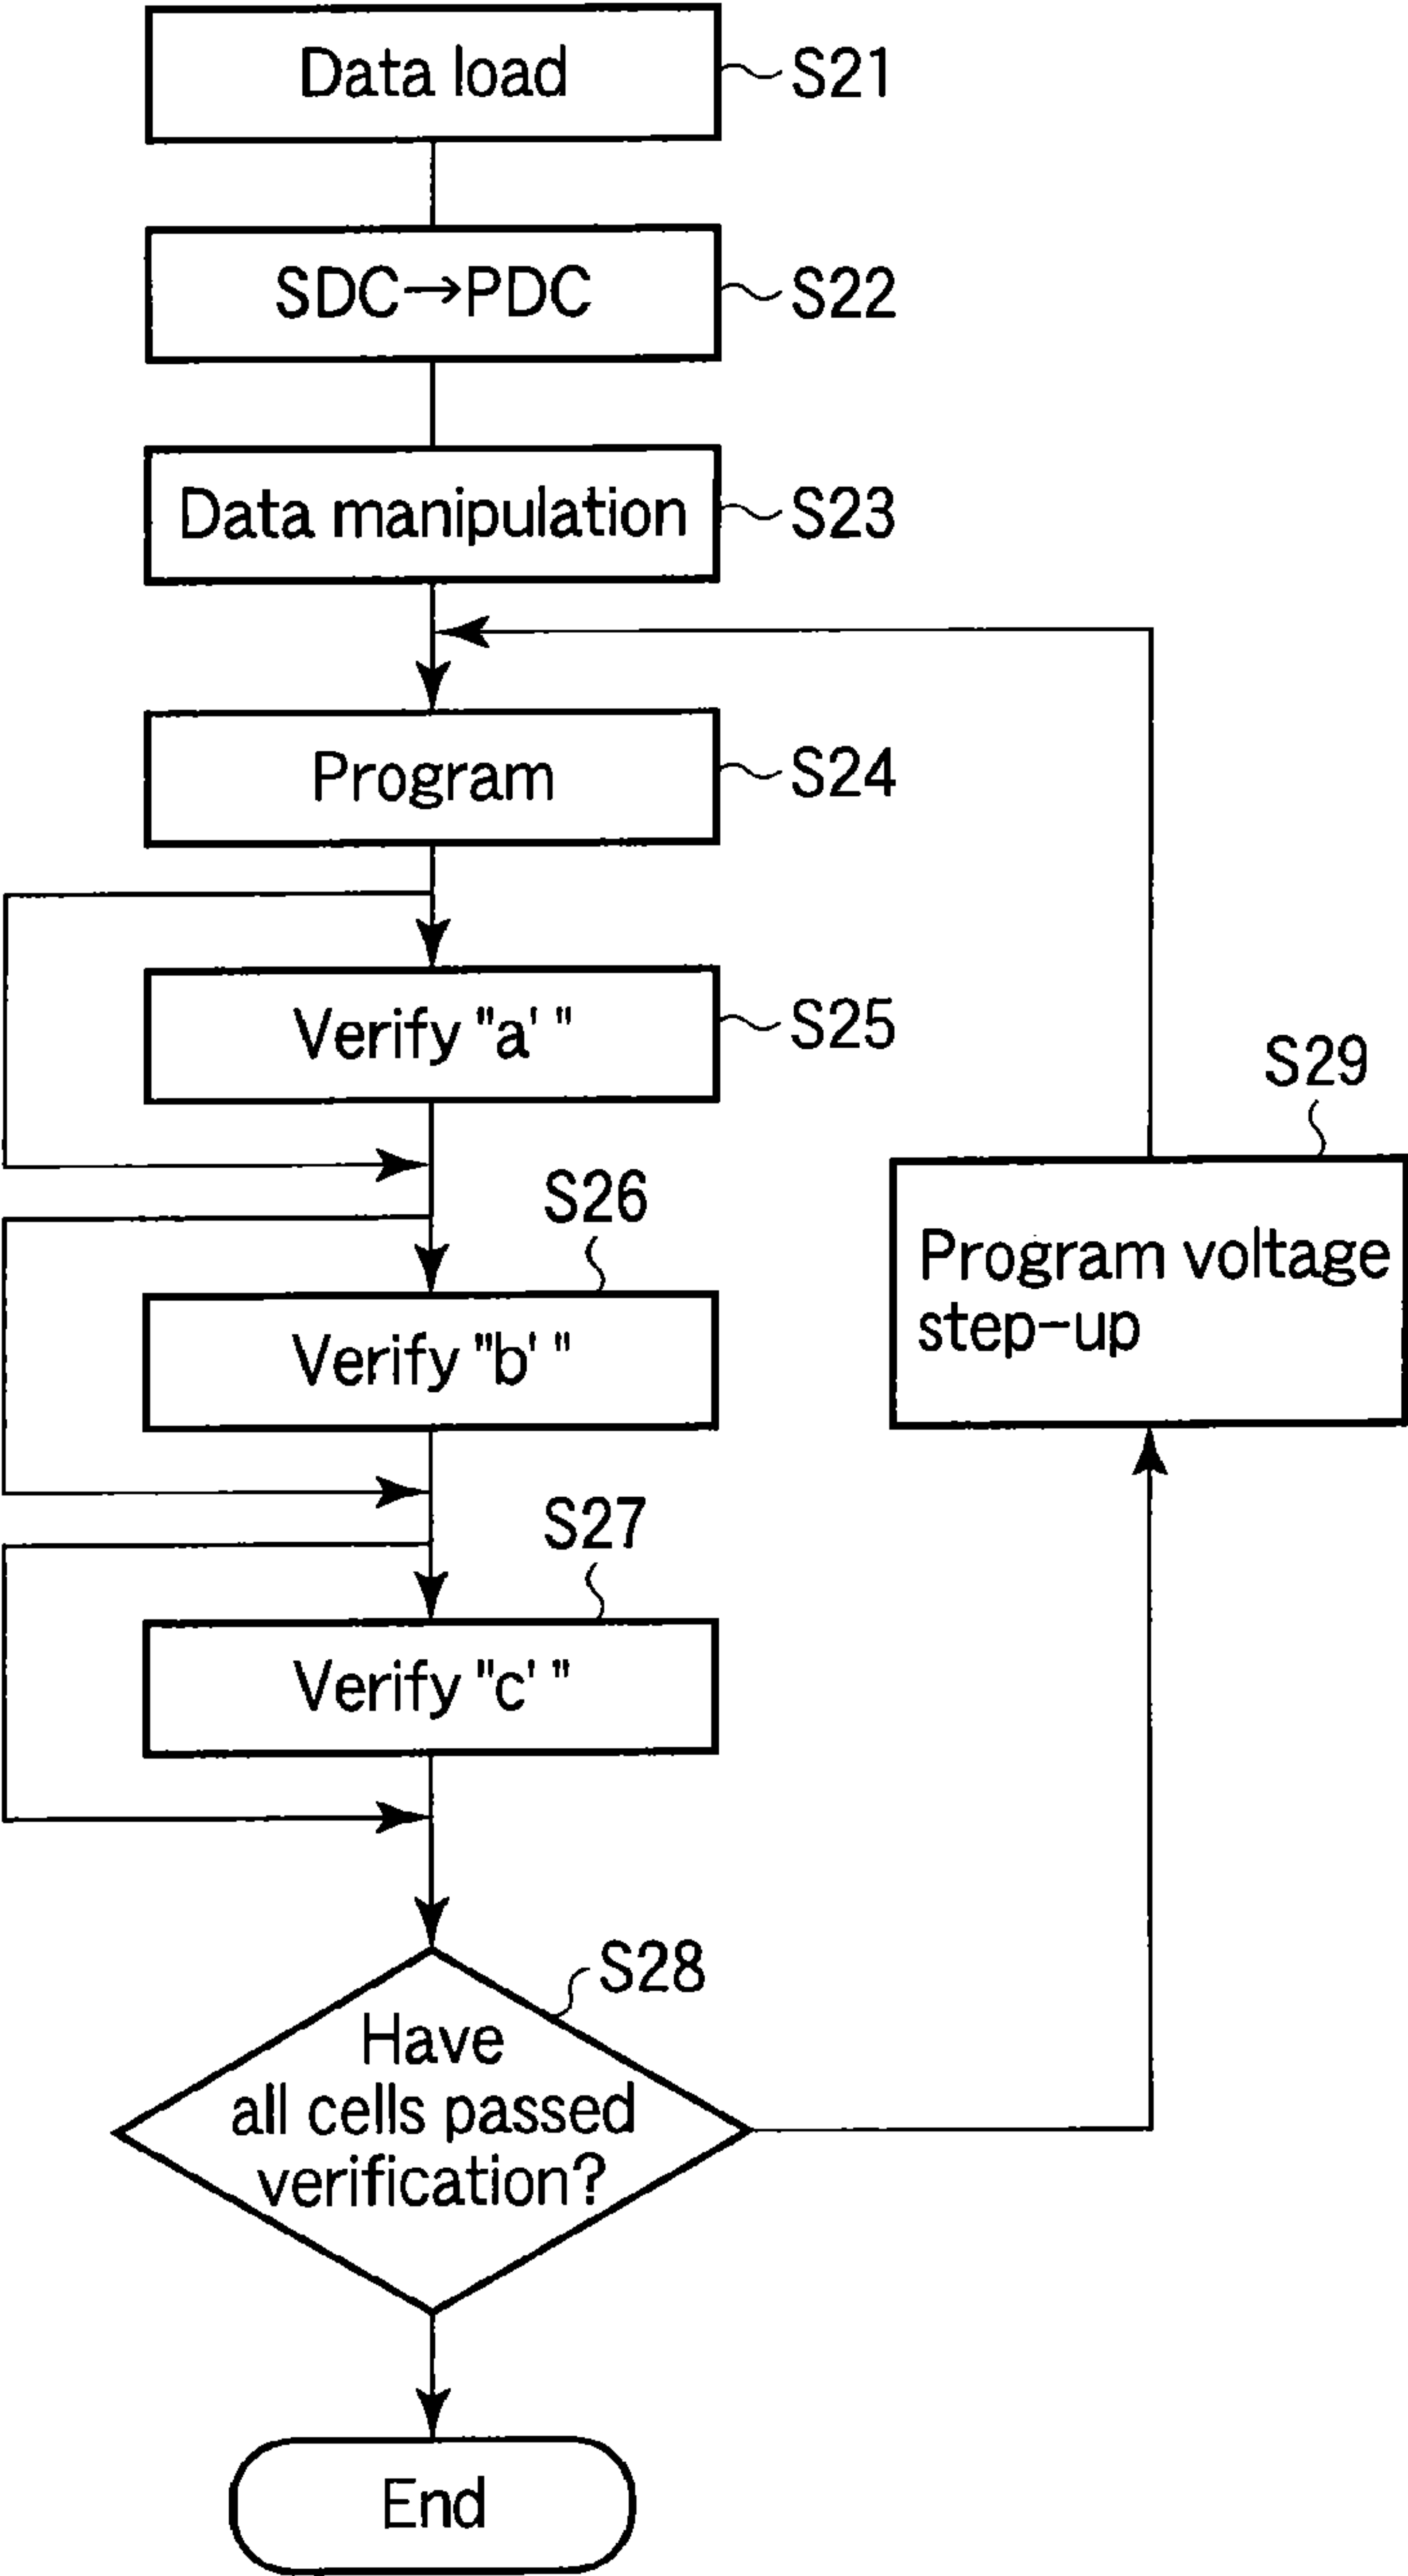 Data load
S21
SDC→PDC
S22
Data manipulation
S23
Program
S24
Verify "a' "
S25
S26
Verify "b' "
S27
Verify "c' "
S28
Have
all cells passed
verification?
S29
Program voltage
step-up
End